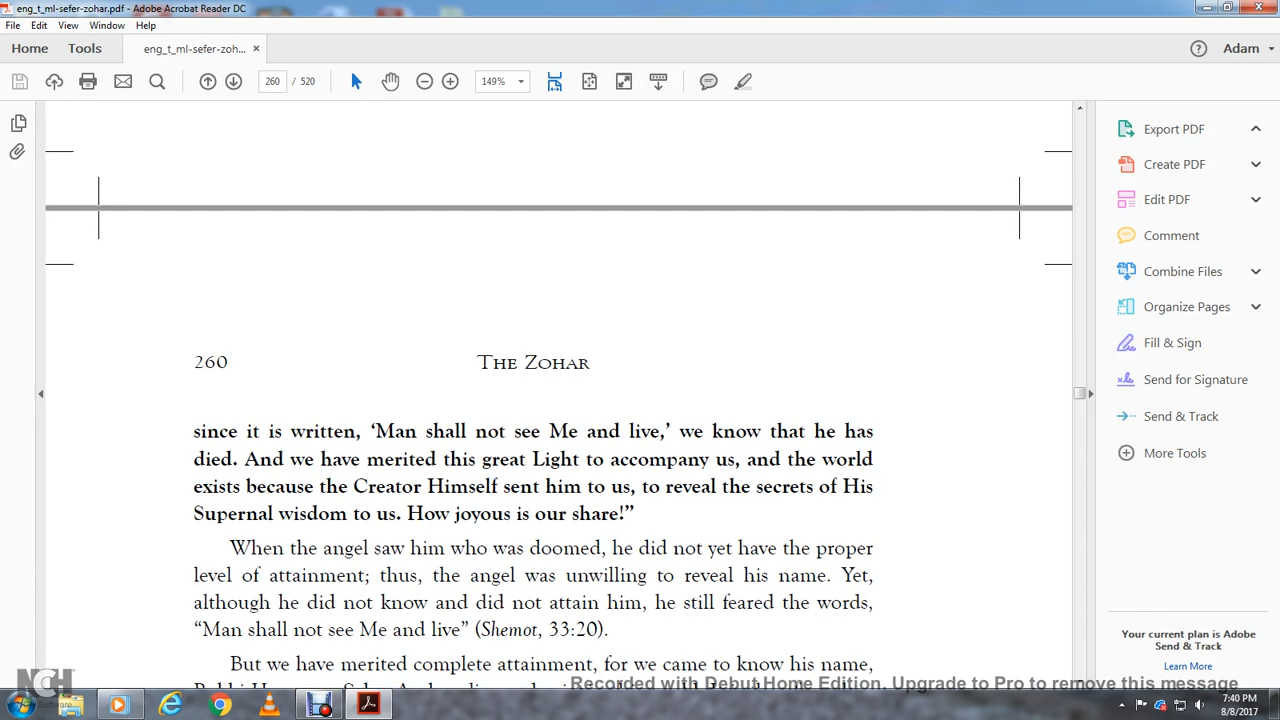 eng_t_ml-sefer-zohar.pdf - Adobe Acrobat Reader DC
File Edit View Window Help
Home Tools eng_t_ml-sefer-zoh... × Adam
260 / 520 149%
Export PDF
Create PDF
Edit PDF
Comment
Combine Files
Organize Pages
Fill & Sign
Send for Signature
Send & Track
More Tools
260 THE ZOHAR
since it is written, ‘Man shall not see Me and live,’ we know that he has
died. And we have merited this great Light to accompany us, and the world
exists because the Creator Himself sent him to us, to reveal the secrets of His
Supernal wisdom to us. How joyous is our share!”
When the angel saw him who was doomed, he did not yet have the proper
level of attainment; thus, the angel was unwilling to reveal his name. Yet,
although he did not know and did not attain him, he still feared the words,
“Man shall not see Me and live” (Shemot, 33:20).
But we have merited complete attainment, for we came to know his name,
Your current plan is Adobe
Send & Track
Learn More
NCH Software
Recorded with Debut Home Edition. Upgrade to Pro to remove this message
7:40 PM
8/8/2017